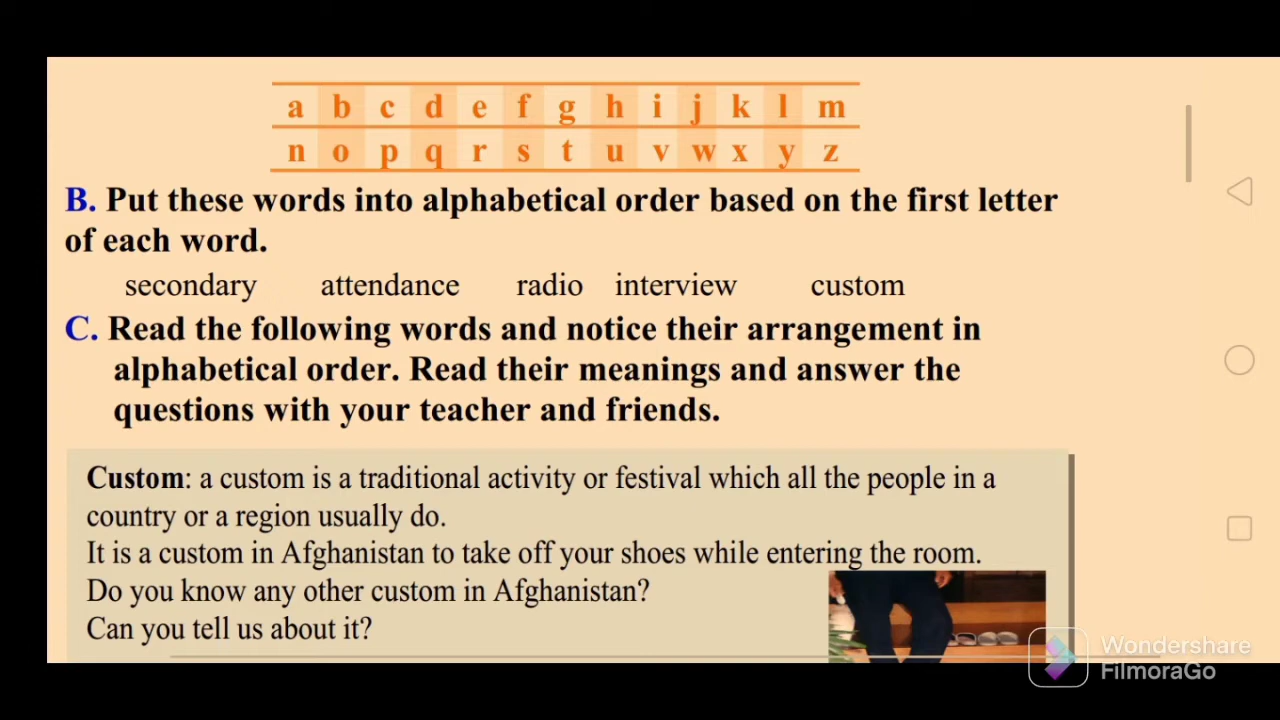 a b c d e f g h i j k l m
n o p q r s t u v w x y z
B. Put these words into alphabetical order based on the first letter
of each word.
secondary attendance radio interview custom
C. Read the following words and notice their arrangement in
alphabetical order. Read their meanings and answer the
questions with your teacher and friends.
Custom: a custom is a traditional activity or festival which all the people in a
country or a region usually do.
It is a custom in Afghanistan to take off your shoes while entering the room.
Do you know any other custom in Afghanistan?
Can you tell us about it?
Wondershare
FilmoraGo